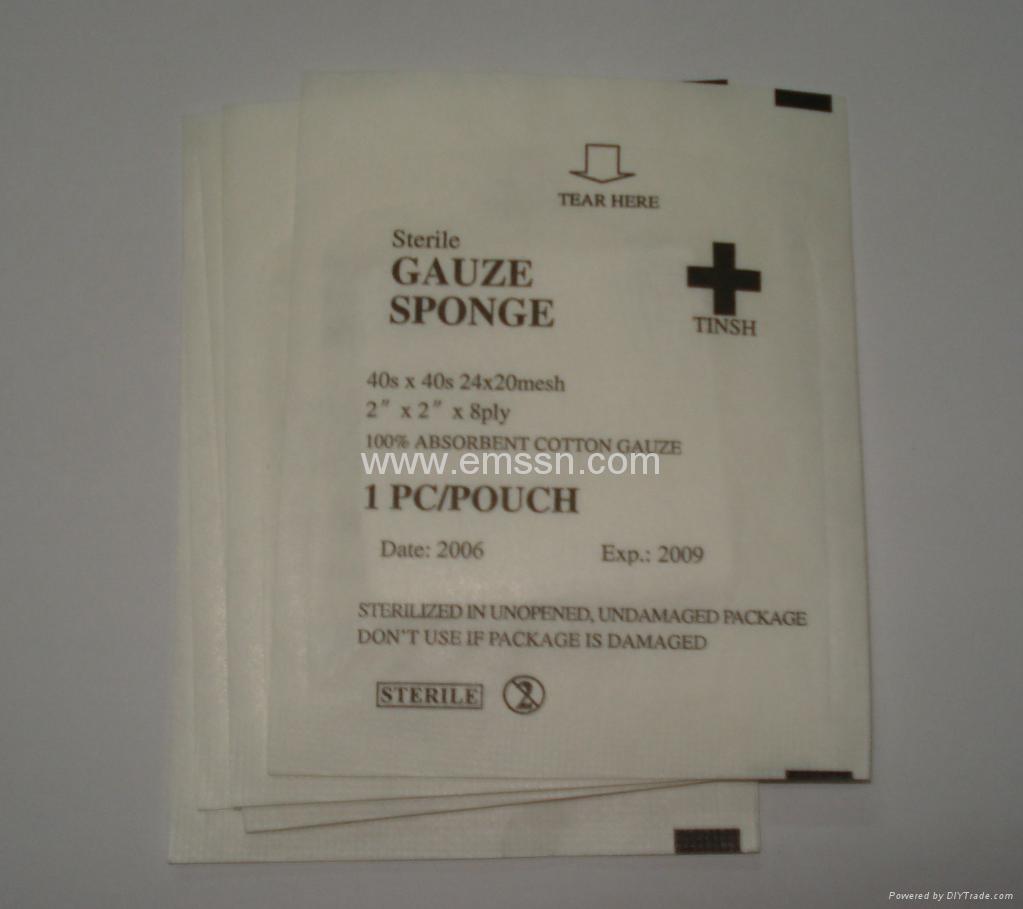 TEAR HERE
Sterile
GAUZE
SPONGE
TINSH
40s x 40s 24x20mesh
2" x 2" x 8ply
100% ABSORBENT COTTON GAUZE
www.emssn.com
1 PC/POUCH
Date: 2006 Exp.: 2009
STERILIZED IN UNOPENED, UNDAMAGED PACKAGE
DON'T USE IF PACKAGE IS DAMAGED
STERILE 2
Powered by DIYTrade.com